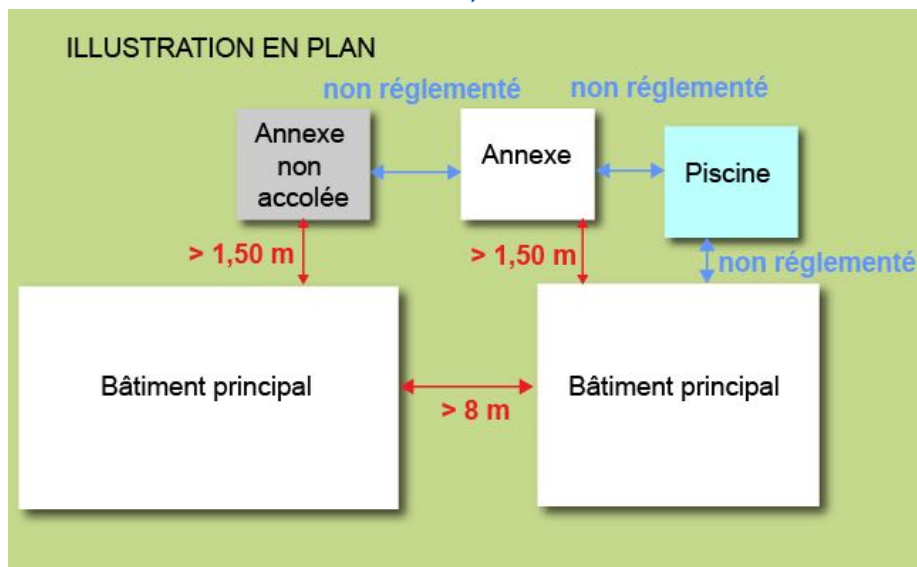 ILLUSTRATION EN PLAN
non réglementé
non réglementé
Annexe
non
accolée
Annexe
Piscine
> 1,50 m
> 1,50 m
non réglementé
Bâtiment principal
> 8 m
Bâtiment principal